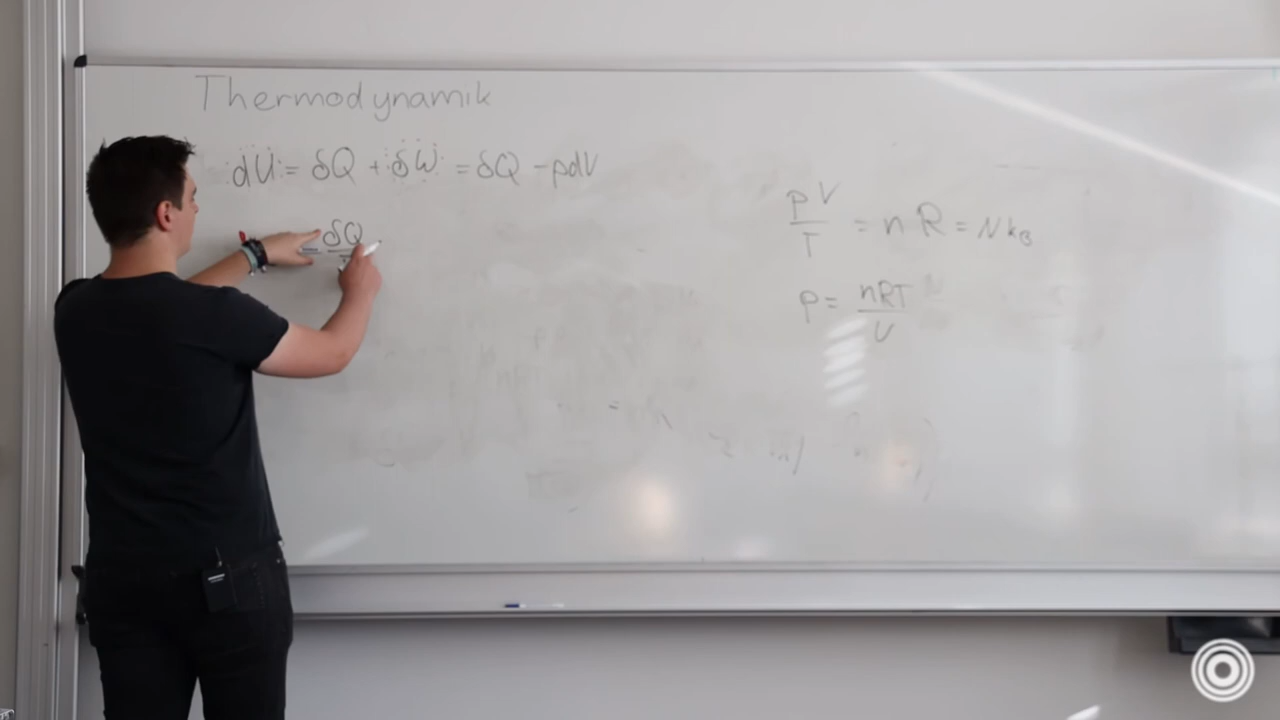 Thermodynamik
dU = δQ + δW = δQ - pdV
δQ
pV/T = nR = Nk_B
p = nRT/V